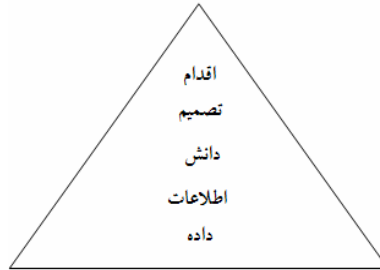 اقدام
تصمیم
دانش
اطلاعات
داده